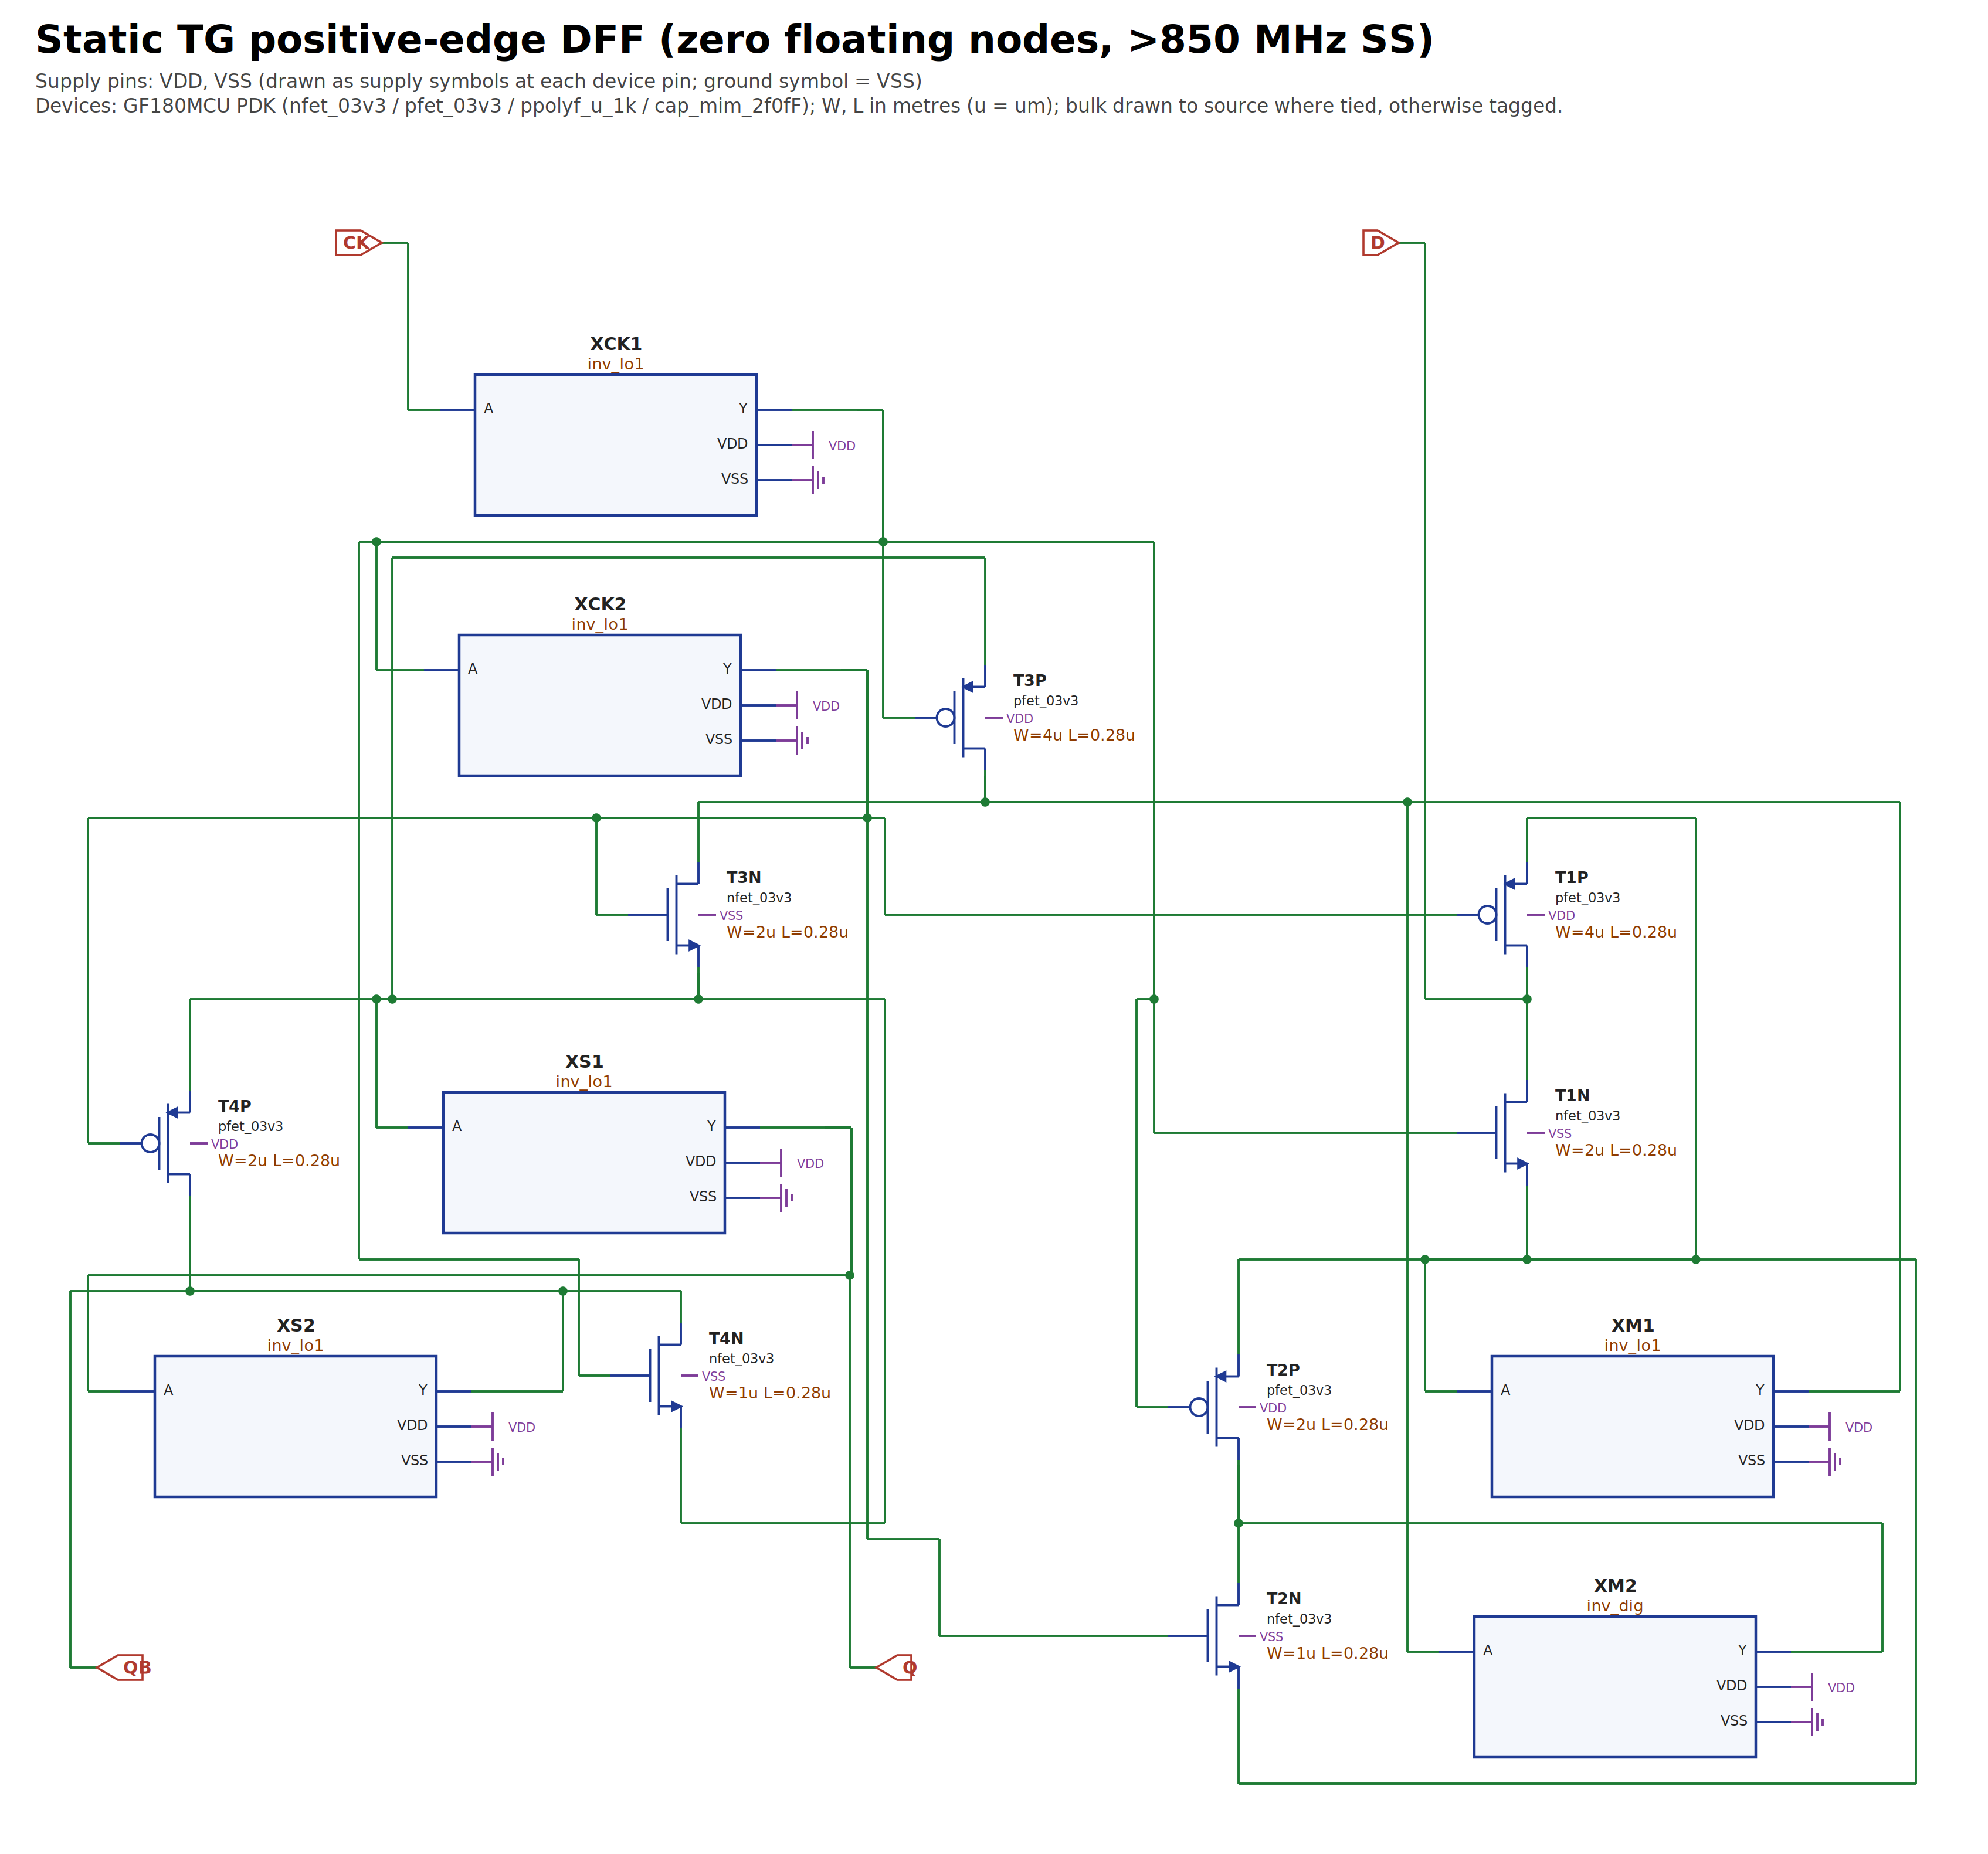 Static TG positive-edge DFF (zero floating nodes, >850 MHz SS)
Supply pins: VDD, VSS (drawn as supply symbols at each device pin; ground symbol = VSS)
Devices: GF180MCU PDK (nfet_03v3 / pfet_03v3 / ppolyf_u_1k / cap_mim_2f0fF); W, L in metres (u = um); bulk drawn to source where tied, otherwise tagged.
CK
D
XCK1
inv_lo1
A
Y
VDD
VDD
VSS
XCK2
inv_lo1
A
Y
VDD
VDD
VSS
T3P
pfet_03v3
VDD
W=4u L=0.28u
T3N
nfet_03v3
VSS
W=2u L=0.28u
T1P
pfet_03v3
VDD
W=4u L=0.28u
XS1
inv_lo1
A
Y
VDD
VDD
VSS
T4P
pfet_03v3
VDD
W=2u L=0.28u
T1N
nfet_03v3
VSS
W=2u L=0.28u
XS2
inv_lo1
A
Y
VDD
VDD
VSS
T4N
nfet_03v3
VSS
W=1u L=0.28u
T2P
pfet_03v3
VDD
W=2u L=0.28u
XM1
inv_lo1
A
Y
VDD
VDD
VSS
T2N
nfet_03v3
VSS
W=1u L=0.28u
XM2
inv_dig
A
Y
VDD
VDD
VSS
QB
Q